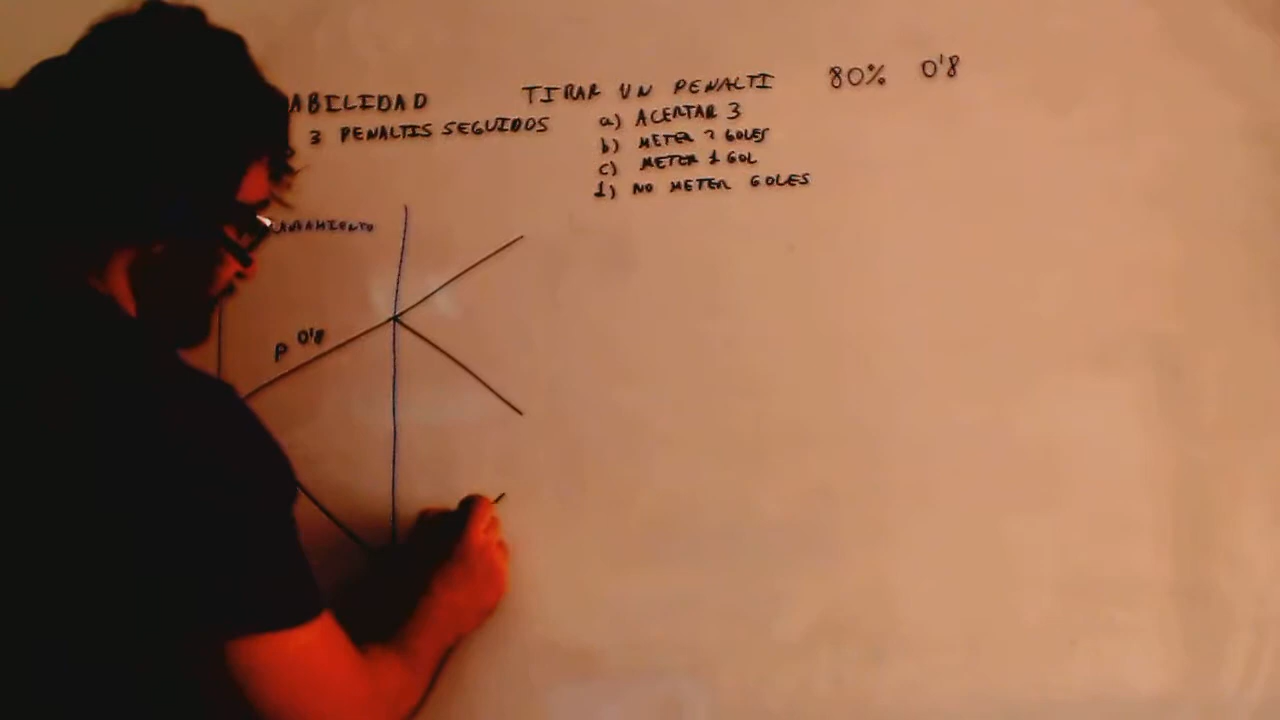 ABILIDAD TIRAR UN PENALTI 80% 0'8
3 PENALTIS SEGUIDOS a) ACERTAR 3
b) METER 2 GOLES
c) METER 1 GOL
d) NO METER GOLES
P 0'8